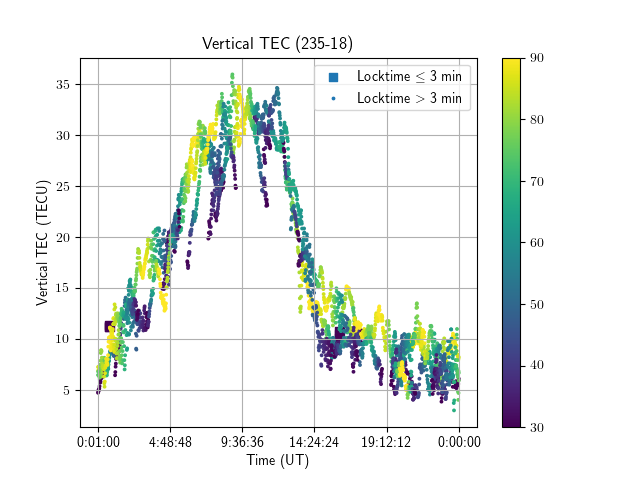 Vertical TEC (235-18)
Locktime ≤ 3 min
Locktime > 3 min
Vertical TEC (TECU)
35
30
25
20
15
10
5
0:01:00 4:48:48 9:36:36 14:24:24 19:12:12 0:00:00
Time (UT)
90
80
70
60
50
40
30